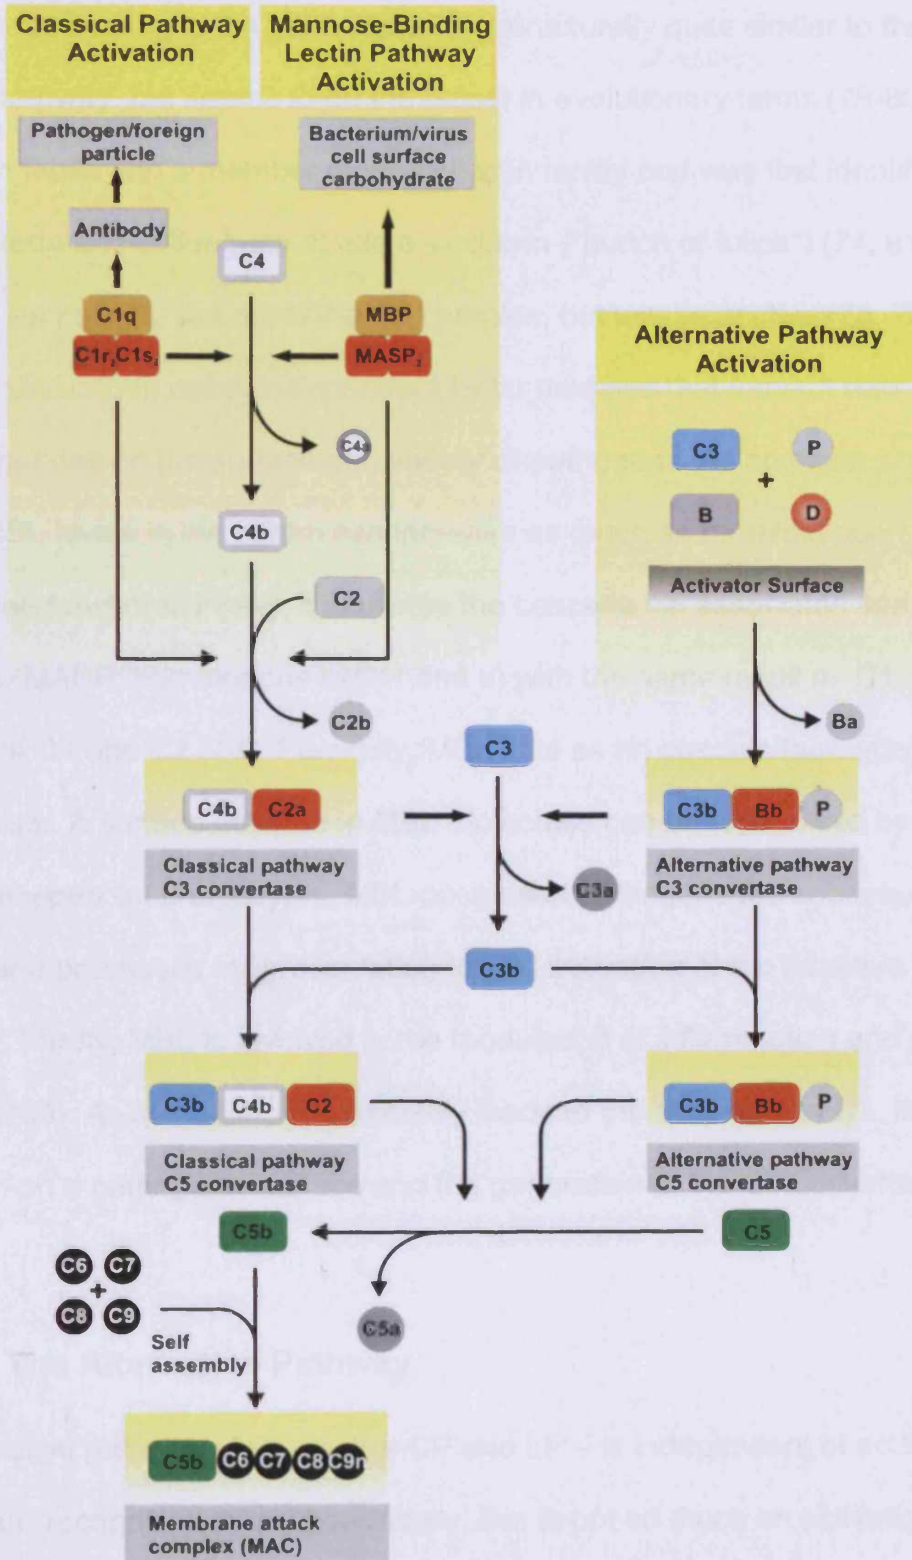 Classical Pathway
Activation
Mannose-Binding
Lectin Pathway
Activation
Pathogen/foreign
particle
Bacterium/virus
cell surface
carbohydrate
Antibody
C4
C1q
C1r₂C1s₂
MBP
MASP₂
C4a
C4b
C2
C2b
Alternative Pathway
Activation
C3
P
+
B
D
Activator Surface
Ba
C3
C4b
C2a
Classical pathway
C3 convertase
C3b
Bb
P
Alternative pathway
C3 convertase
C3a
C3b
C3b
C4b
C2
Classical pathway
C5 convertase
C3b
Bb
P
Alternative pathway
C5 convertase
C5b
C5
C6
C7
+
C8
C9
C5a
Self
assembly
C5b
C6
C7
C8
C9n
Membrane attack
complex (MAC)